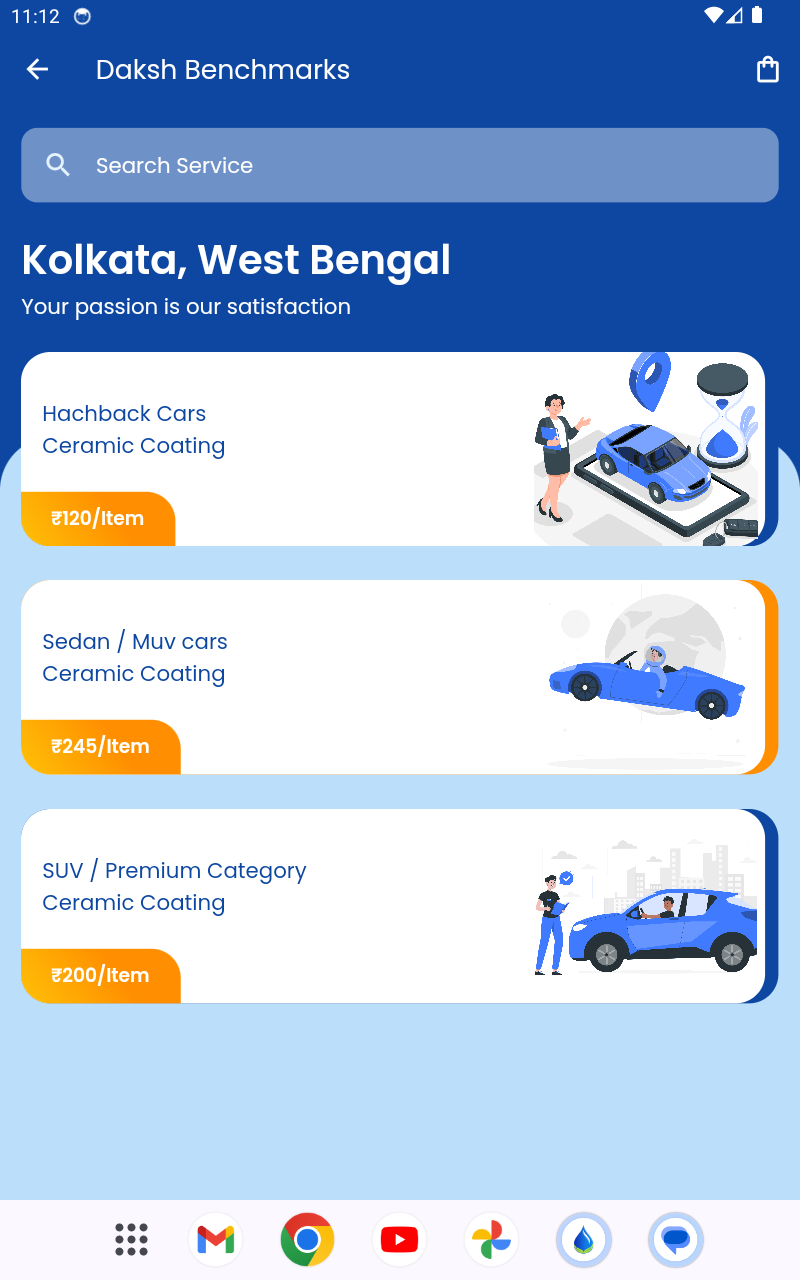 11:12
Daksh Benchmarks
Search Service
Kolkata, West Bengal
Your passion is our satisfaction
Hachback Cars
Ceramic Coating
₹120/Item
Sedan / Muv cars
Ceramic Coating
₹245/Item
SUV / Premium Category
Ceramic Coating
₹200/Item